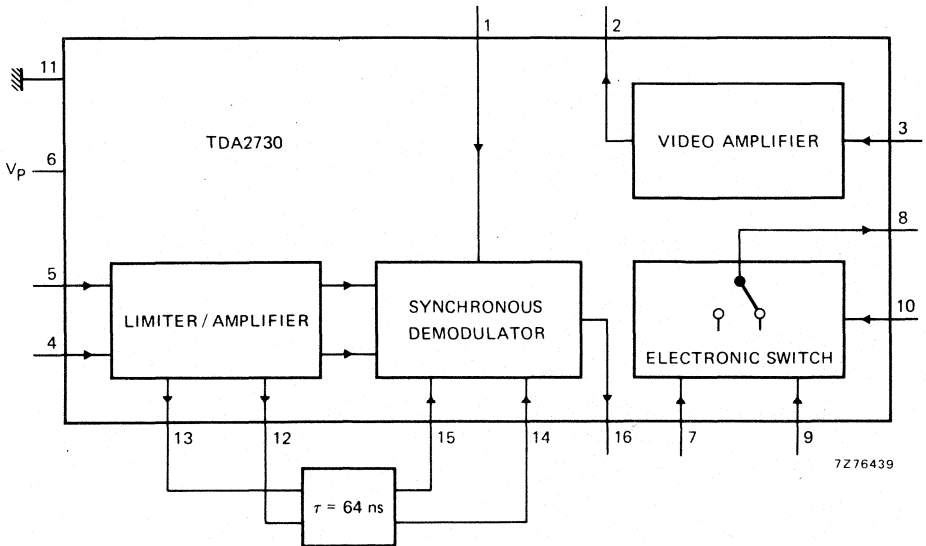 1
2
11
TDA2730
VIDEO AMPLIFIER
3
6
VP
8
5
LIMITER / AMPLIFIER
SYNCHRONOUS
DEMODULATOR
10
4
ELECTRONIC SWITCH
13
12
15
14
16
7
9
7Z76439
τ = 64 ns